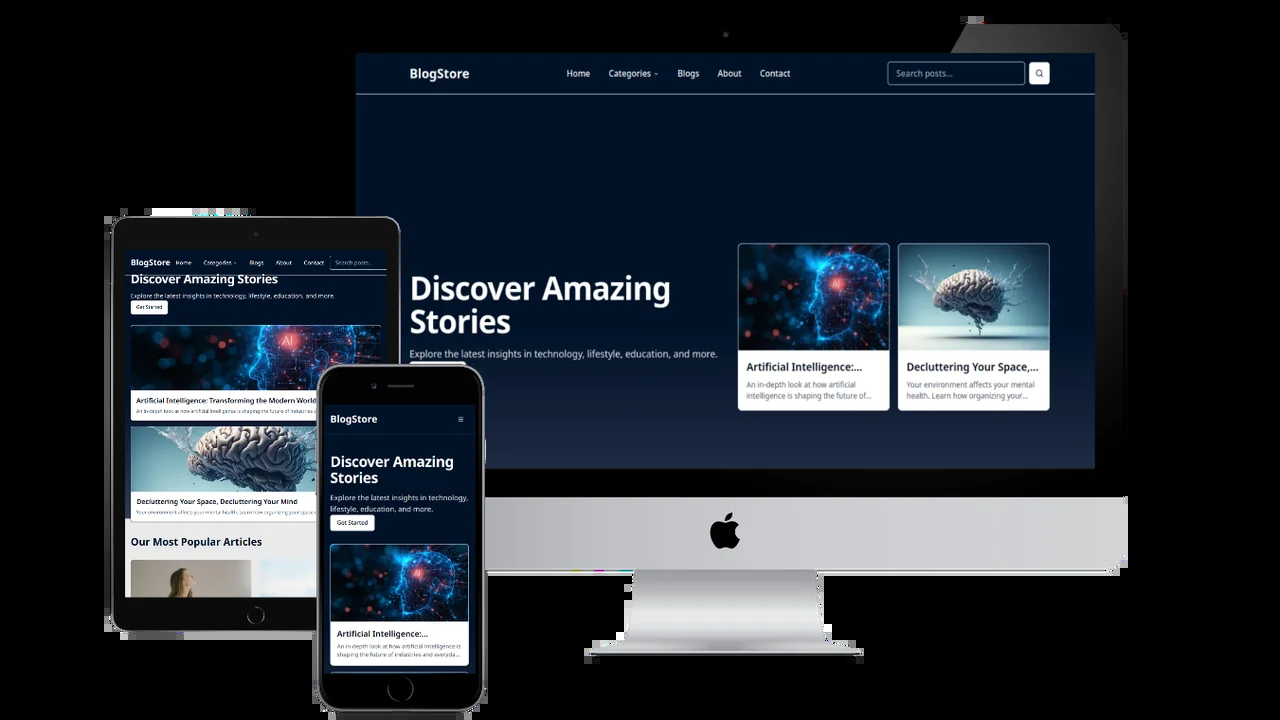 BlogStore
Home
Categories
Blogs
About
Contact
Search posts...
Discover Amazing
Stories
Explore the latest insights in technology, lifestyle, education, and more.
AI
Artificial Intelligence:...
An in-depth look at how artificial
intelligence is shaping the future of...
Decluttering Your Space,...
Your environment affects your mental
health. Learn how organizing your...
BlogStore
Home
Categories
Blogs
About
Contact
Search posts...
Discover Amazing Stories
Explore the latest insights in technology, lifestyle, education, and more.
Get Started
AI
Artificial Intelligence: Transforming the Modern World
An in-depth look at how artificial intelligence is shaping the future of industries
Decluttering Your Space, Decluttering Your Mind
Your environment affects your mental health. Learn how organizing your space
Our Most Popular Articles
BlogStore
Discover Amazing
Stories
Explore the latest insights in technology,
lifestyle, education, and more.
Get Started
AI
Artificial Intelligence:...
An in-depth look at how artificial intelligence is
shaping the future of industries and everyda...